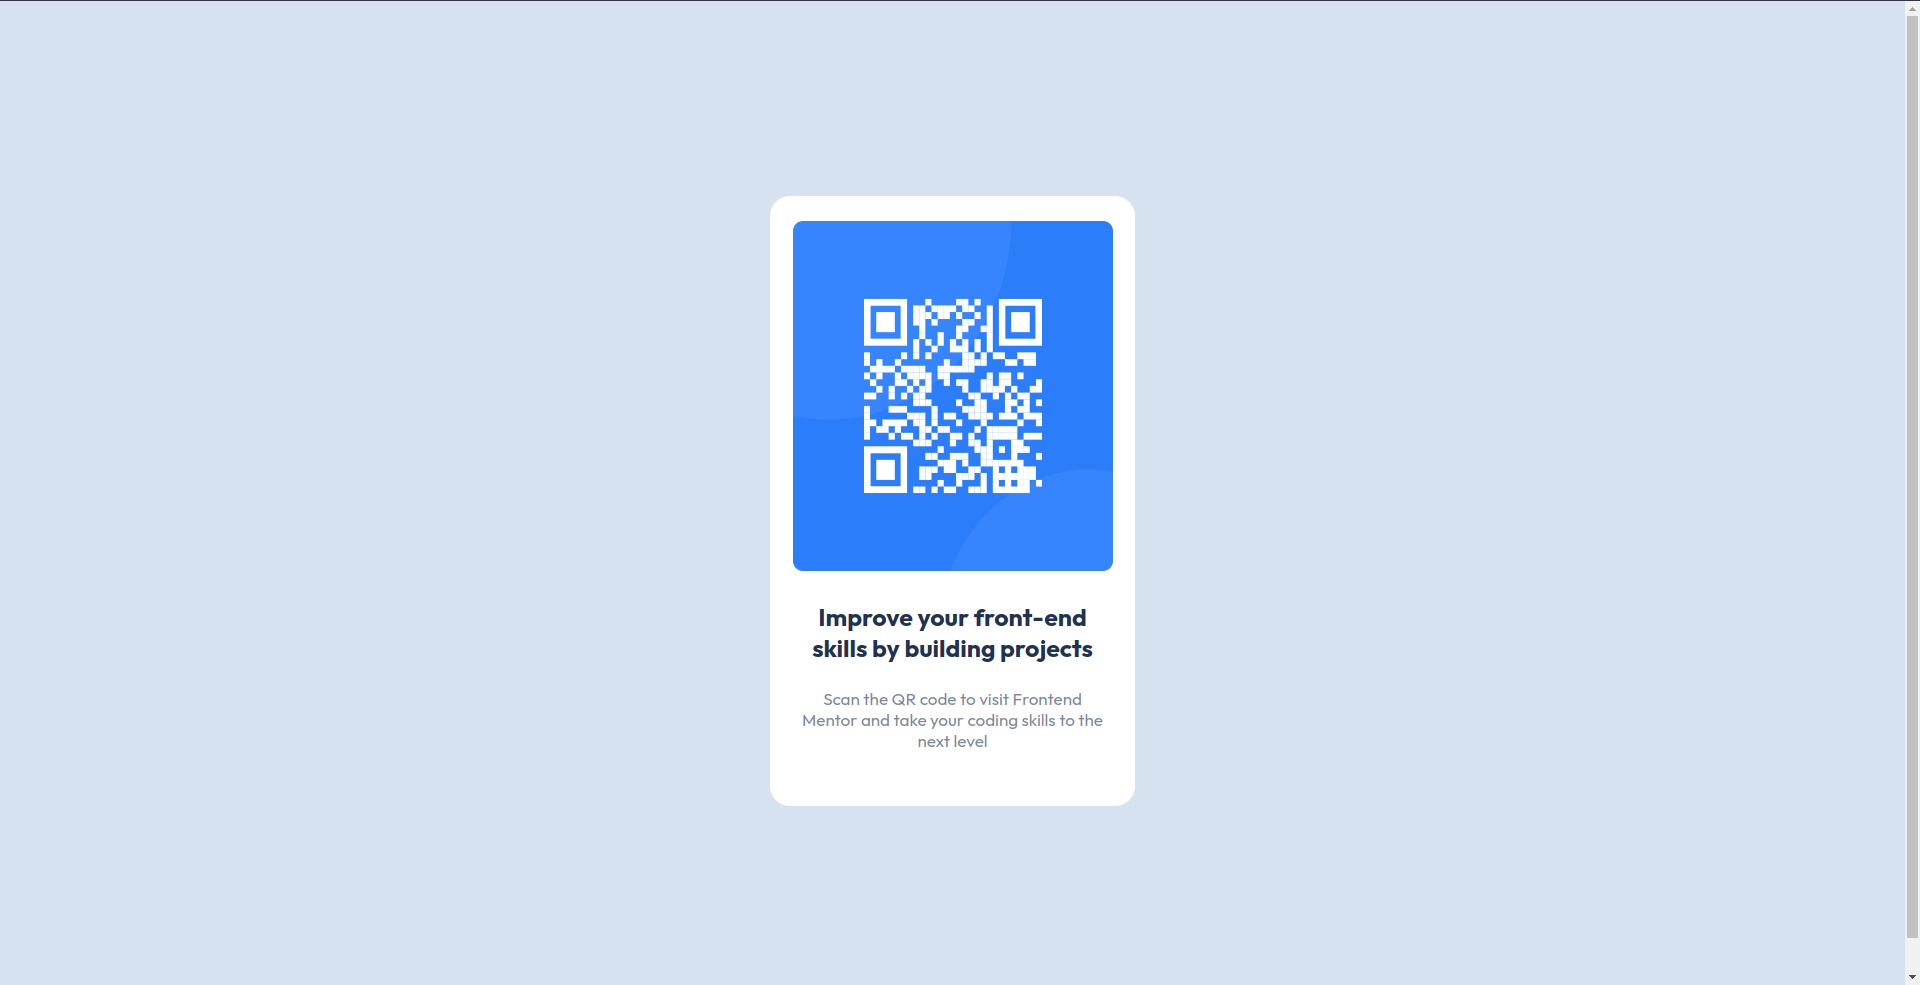 Improve your front-end
skills by building projects
Scan the QR code to visit Frontend
Mentor and take your coding skills to the
next level